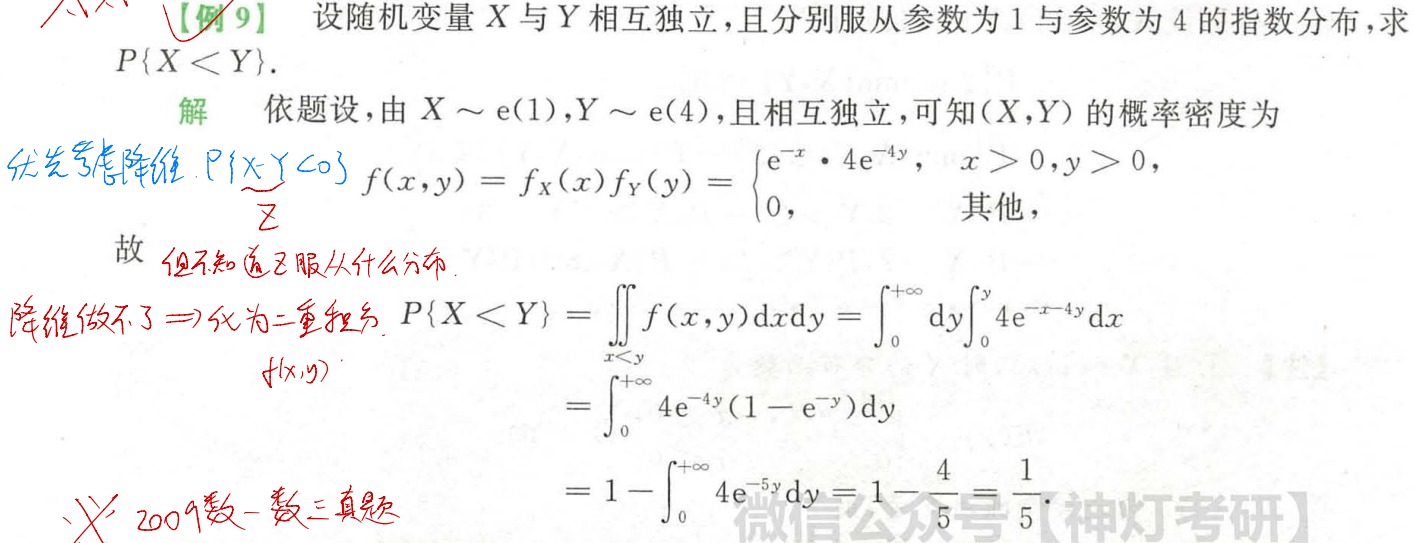 【例 9】 设随机变量 X 与 Y 相互独立,且分别服从参数为 1 与参数为 4 的指数分布,求
P{X < Y}.
解 依题设,由 X ~ e(1),Y ~ e(4),且相互独立,可知(X,Y) 的概率密度为
优先考虑降维. P{X-Y<0}
Z
f(x,y) = f_X(x)f_Y(y) = { e^{-x} · 4e^{-4y}, x > 0,y > 0,
0, 其他,
故 但不知道Z服从什么分布.
降维做不了 ⇒ 化为二重积分
f(x,y)
P{X < Y} = ∬_{x<y} f(x,y)dxdy = ∫_0^{+∞} dy∫_0^y 4e^{-x-4y}dx
= ∫_0^{+∞} 4e^{-4y}(1 - e^{-y})dy
= 1 - ∫_0^{+∞} 4e^{-5y}dy = 1 - 4/5 = 1/5.
※ 2009数一数三真题
微信公众号【神灯考研】